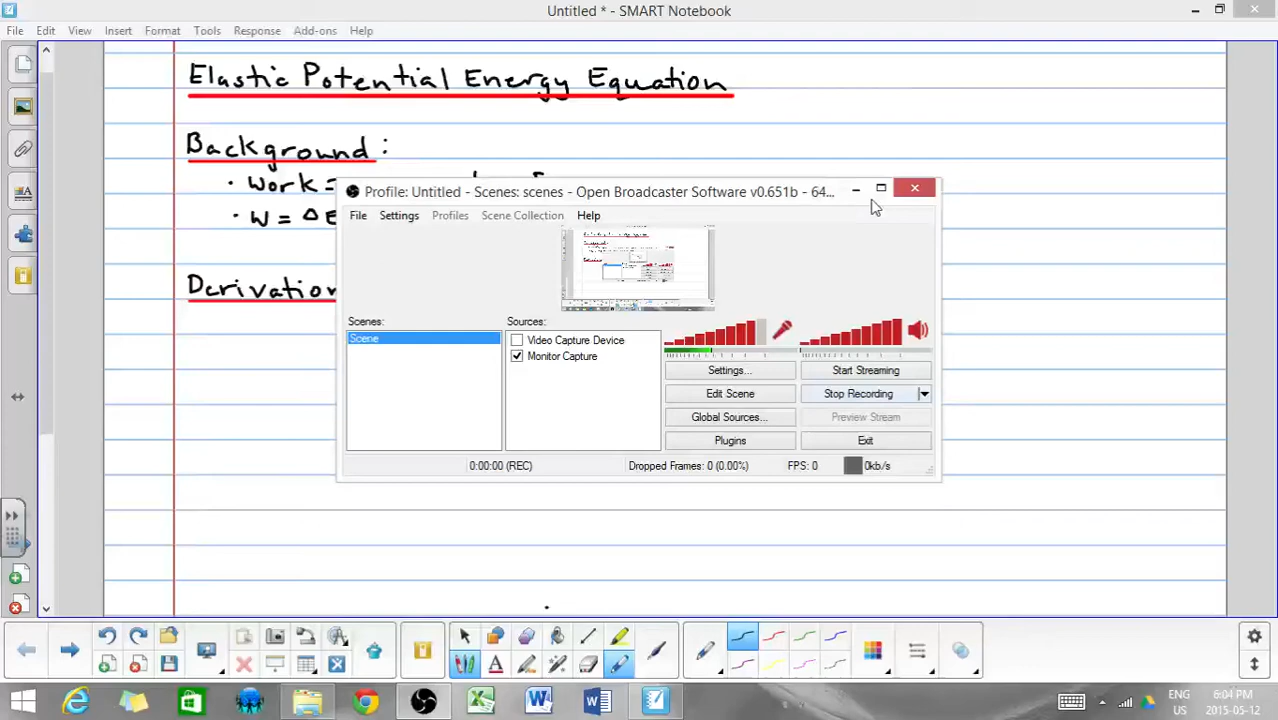 Untitled * - SMART Notebook
File Edit View Insert Format Tools Response Add-ons Help
Elastic Potential Energy Equation
Background:
· Work =
· W = ΔE
Derivation
Profile: Untitled - Scenes: scenes - Open Broadcaster Software v0.651b - 64...
File Settings Profiles Scene Collection Help
Scenes: Sources:
Scene
Video Capture Device
Monitor Capture
Settings... Start Streaming
Edit Scene Stop Recording
Global Sources... Preview Stream
Plugins Exit
0:00:00 (REC) Dropped Frames: 0 (0.00%) FPS: 0 0kb/s
ENG 6:04 PM
US 2015-05-12